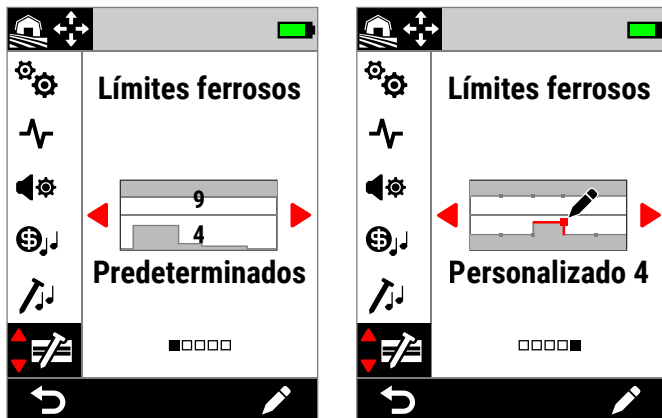 Límites ferrosos
9
4
Predeterminados
Límites ferrosos
Personalizado 4